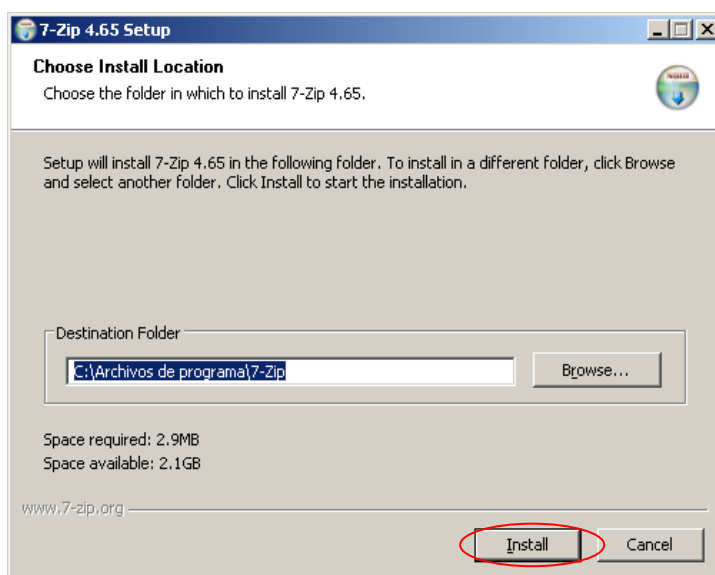 7-Zip 4.65 Setup
Choose Install Location
Choose the folder in which to install 7-Zip 4.65.
Setup will install 7-Zip 4.65 in the following folder. To install in a different folder, click Browse
and select another folder. Click Install to start the installation.
Destination Folder
C:\Archivos de programa\7-Zip
Browse...
Space required: 2.9MB
Space available: 2.1GB
www.7-zip.org
Install
Cancel